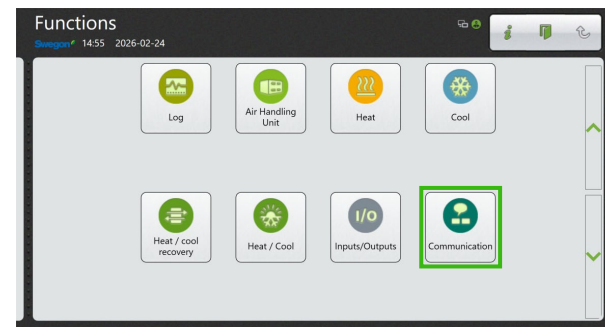 Functions
Swegon 14:55 2026-02-24
i
Log
Air Handling
Unit
Heat
Cool
I/O
Heat / cool
recovery
Heat / Cool
Inputs/Outputs
Communication